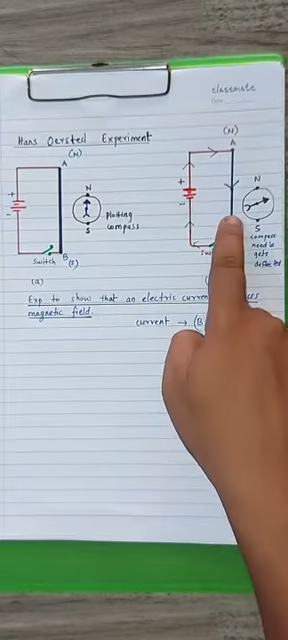 classmate
Date
Hans Oersted Experiment
(N)
A
+
-
N
S
plotting
compass
switch
B
(S)
(a)
(N)
A
+
-
N
S
compass
needle
gets
deflected
Exp to show that an electric
magnetic field.
current → (B